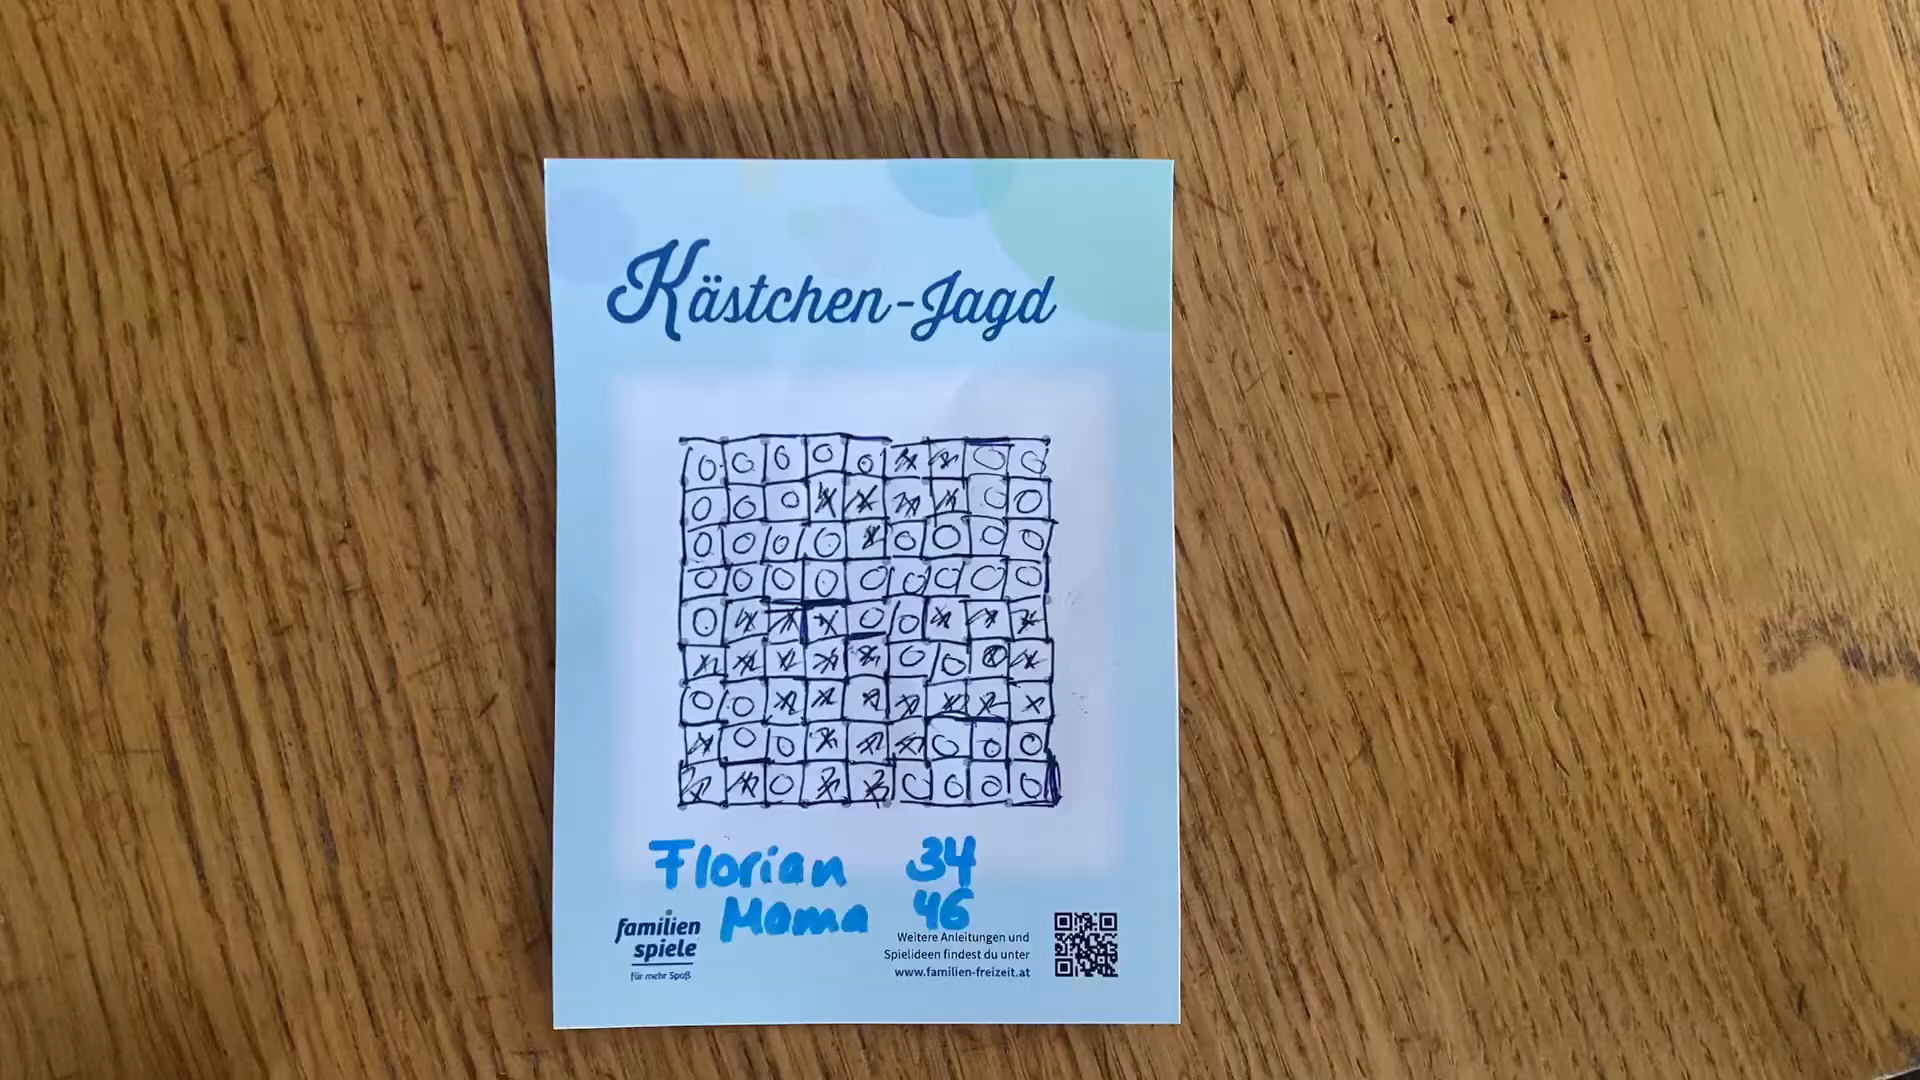 Kästchen-Jagd
O O O O O X X O O
O O O X X X X O O
O O O O X O O O O
O O O O O O O O O
O X X X O O X X X
X X X X X O O X X
O O X X X X X X X
X O O X X X O O O
X X O X X O O O O
Florian 34
Mama 46
familien
spiele
für mehr Spaß
Weitere Anleitungen und
Spielideen findest du unter
www.familien-freizeit.at